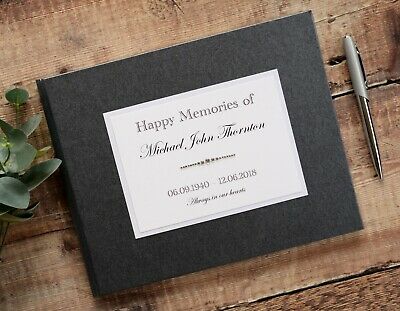 Happy Memories of
Michael John Thornton
06.09.1940 – 12.06.2018
Always in our hearts